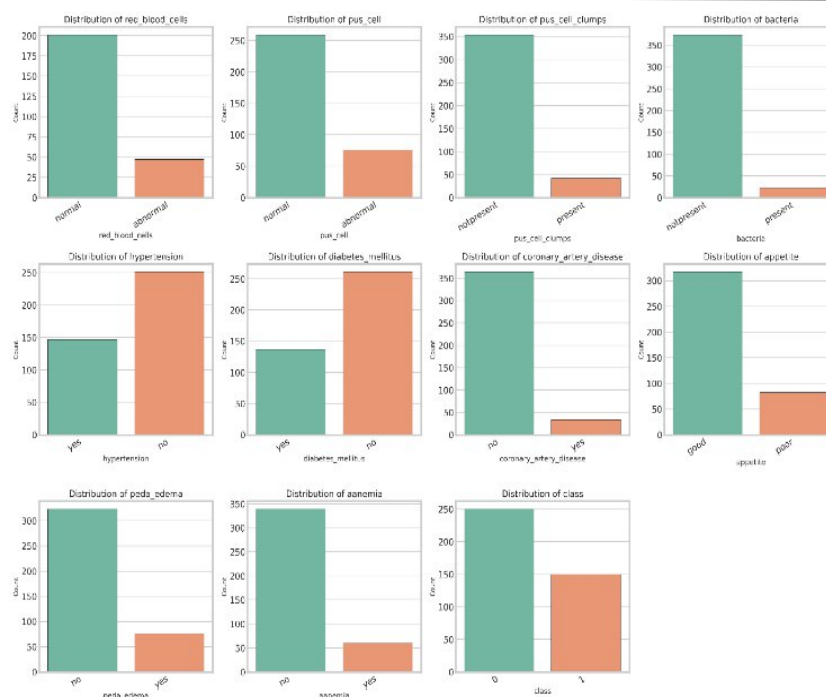 Distribution of red_blood_cells
Distribution of pus_cell
Distribution of pus_cell_clumps
Distribution of bacteria
Count
200
175
150
125
100
75
50
25
0
normal
abnormal
red_blood_cells
Count
250
200
150
100
50
0
normal
abnormal
pus_cell
Count
350
300
250
200
150
100
50
0
notpresent
present
pus_cell_clumps
Count
350
300
250
200
150
100
50
0
notpresent
present
bacteria
Distribution of hypertension
Distribution of diabetes_mellitus
Distribution of coronary_artery_disease
Distribution of appetite
Count
250
200
150
100
50
0
yes
no
hypertension
Count
250
200
150
100
50
0
yes
no
diabetes_mellitus
Count
350
300
250
200
150
100
50
0
no
yes
coronary_artery_disease
Count
300
250
200
150
100
50
0
good
poor
appetite
Distribution of peda_edema
Distribution of aanemia
Distribution of class
Count
300
250
200
150
100
50
0
no
yes
peda_edema
Count
300
250
200
150
100
50
0
no
yes
aanemia
Count
250
200
150
100
50
0
0
1
class